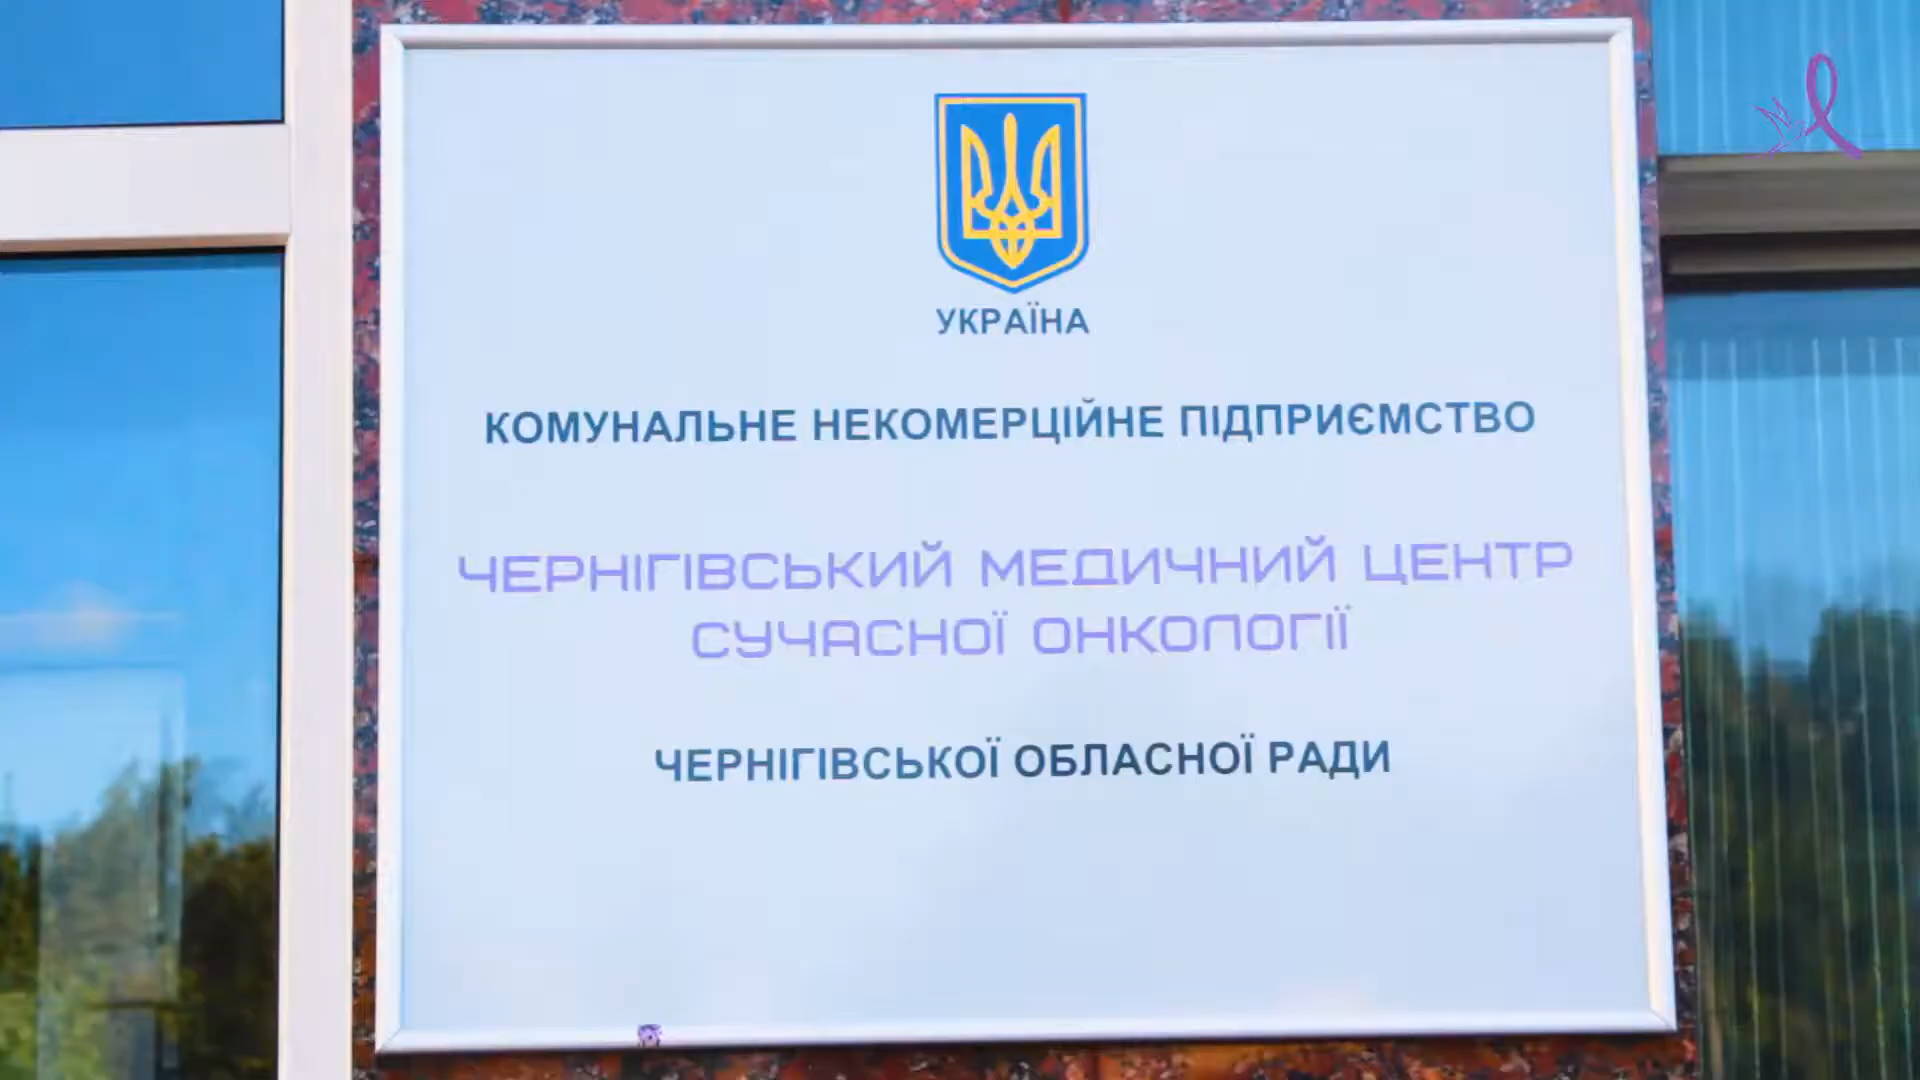 УКРАЇНА
КОМУНАЛЬНЕ НЕКОМЕРЦІЙНЕ ПІДПРИЄМСТВО
ЧЕРНІГІВСЬКИЙ МЕДИЧНИЙ ЦЕНТР
СУЧАСНОЇ ОНКОЛОГІЇ
ЧЕРНІГІВСЬКОЇ ОБЛАСНОЇ РАДИ